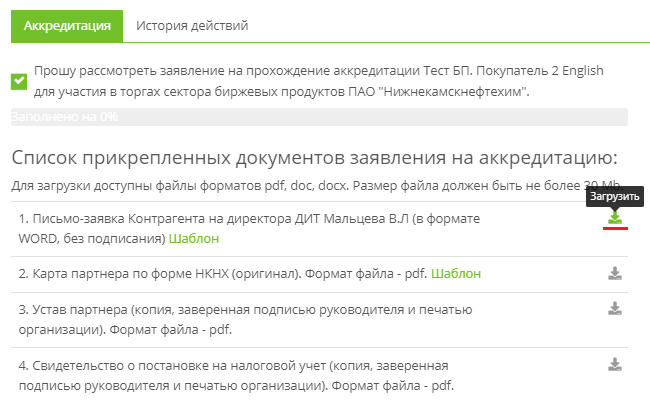 Аккредитация История действий
Прошу рассмотреть заявление на прохождение аккредитации Тест БП. Покупатель 2 English
для участия в торгах сектора биржевых продуктов ПАО "Нижнекамскнефтехим".
Заполнено на 0%
Список прикрепленных документов заявления на аккредитацию:
Для загрузки доступны файлы форматов pdf, doc, docx. Размер файла должен быть не более 30 Mb.
Загрузить
1. Письмо-заявка Контрагента на директора ДИТ Мальцева В.Л (в формате
WORD, без подписания) Шаблон
2. Карта партнера по форме НКНХ (оригинал). Формат файла - pdf. Шаблон
3. Устав партнера (копия, заверенная подписью руководителя и печатью
организации). Формат файла - pdf.
4. Свидетельство о постановке на налоговый учет (копия, заверенная
подписью руководителя и печатью организации). Формат файла - pdf.